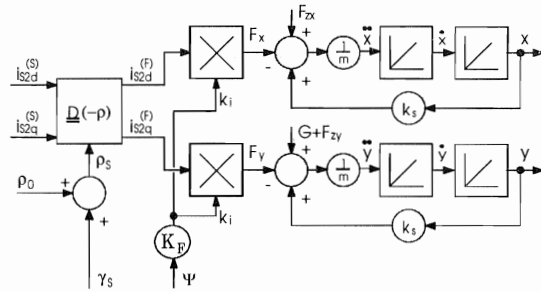 F_zx
i_S2d^(S) i_S2d^(F) F_x + + - + 1/m ẍ ẋ x
k_i k_s
D(-ρ)
i_S2q^(S) i_S2q^(F) G+F_zy
ρ_S F_y + - + 1/m ÿ ẏ y
ρ_0 + + k_i k_s
K_F
γ_S Ψ